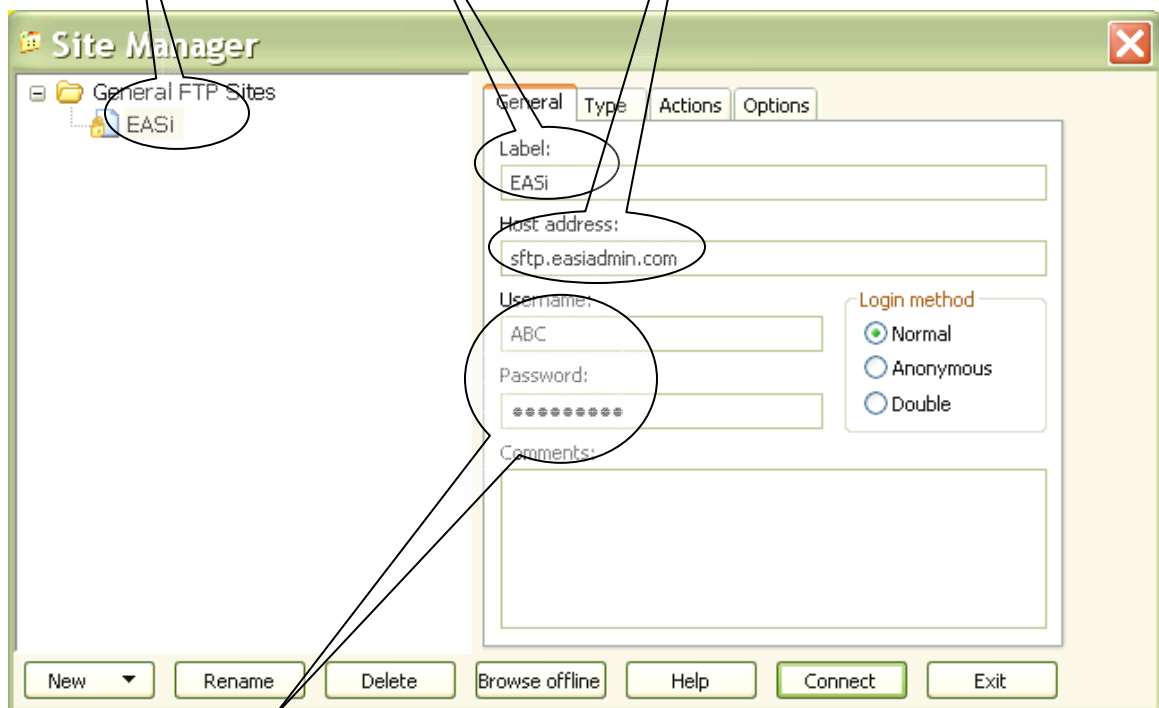 Site Manager
General FTP Sites
EASi
General Type Actions Options
Label:
EASi
Host address:
sftp.easiadmin.com
Username:
ABC
Password:
●●●●●●●●●
Login method
Normal
Anonymous
Double
Comments:
New Rename Delete Browse offline Help Connect Exit